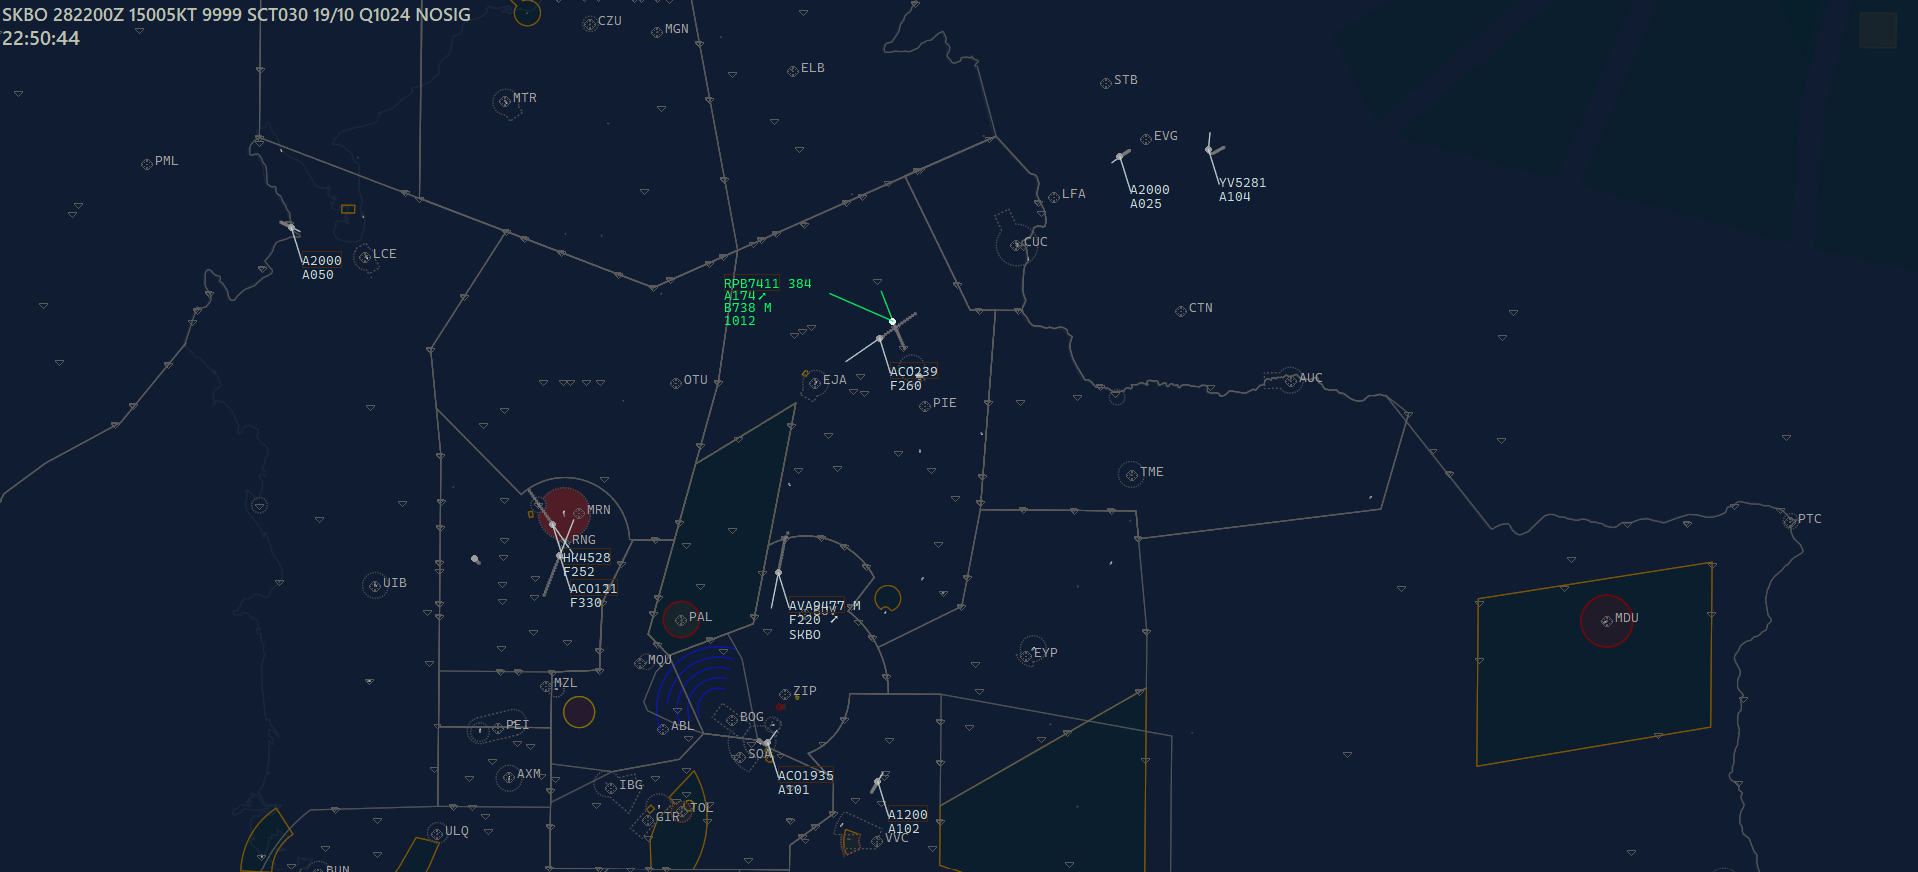 SKBO 282200Z 15005KT 9999 SCT030 19/10 Q1024 NOSIG
22:50:44
CZU
MGN
ELB
STB
MTR
EVG
PML
A2000
A025
YV5281
A104
LFA
CUC
LCE
A2000
A050
RPB7411 384
A174↗
B738 M
1012
CTN
ACO239
F260
OTU
EJA
AUC
PIE
TME
MRN
PTC
RNG
HK4528
F252
UIB
ACO121
F330
AVA9477 M
F220 ↗
SKBO
PAL
MDU
EYP
MQU
MZL
ZIP
BOG
PEI
ABL
SOA
AXM
ACO1935
A101
IBG
TOL
GIR
A1200
A102
ULQ
VVC
BUN